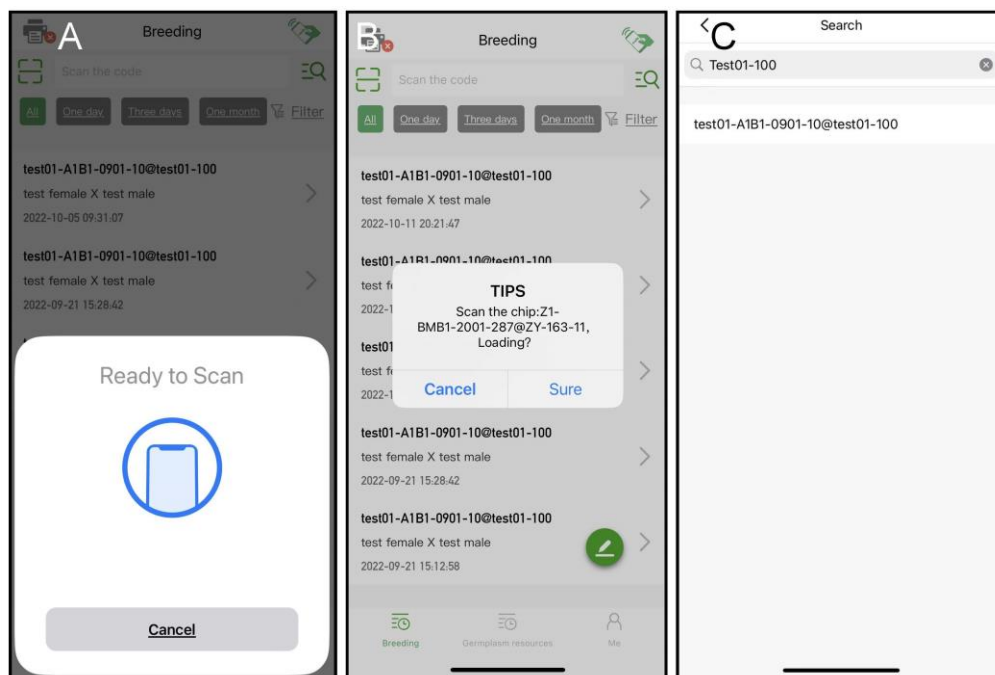 A
Breeding
Scan the code
All One day Three days One month Filter
test01-A1B1-0901-10@test01-100
test female X test male
2022-10-05 09:31:07
test01-A1B1-0901-10@test01-100
test female X test male
2022-09-21 15:28:42
Ready to Scan
Cancel
B
Breeding
Scan the code
All One day Three days One month Filter
test01-A1B1-0901-10@test01-100
test female X test male
2022-10-11 20:21:47
test01-A1B1-0901-10@test01-100
TIPS
Scan the chip:Z1-
BMB1-2001-287@ZY-163-11,
Loading?
Cancel Sure
test01-A1B1-0901-10@test01-100
test female X test male
2022-09-21 15:28:42
test01-A1B1-0901-10@test01-100
test female X test male
2022-09-21 15:12:58
Breeding Germplasm resources Me
C
Search
Test01-100
test01-A1B1-0901-10@test01-100